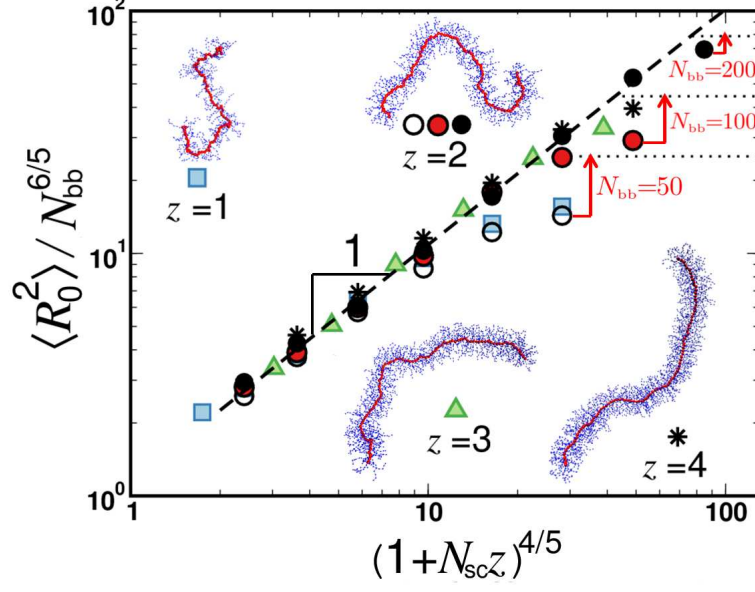 10²
N_bb=200
N_bb=100
z=2
z=1
N_bb=50
1
⟨R₀²⟩ / N_bb^6/5
10¹
z=3
z=4
10⁰
1
10
100
(1+N_sc z)^4/5